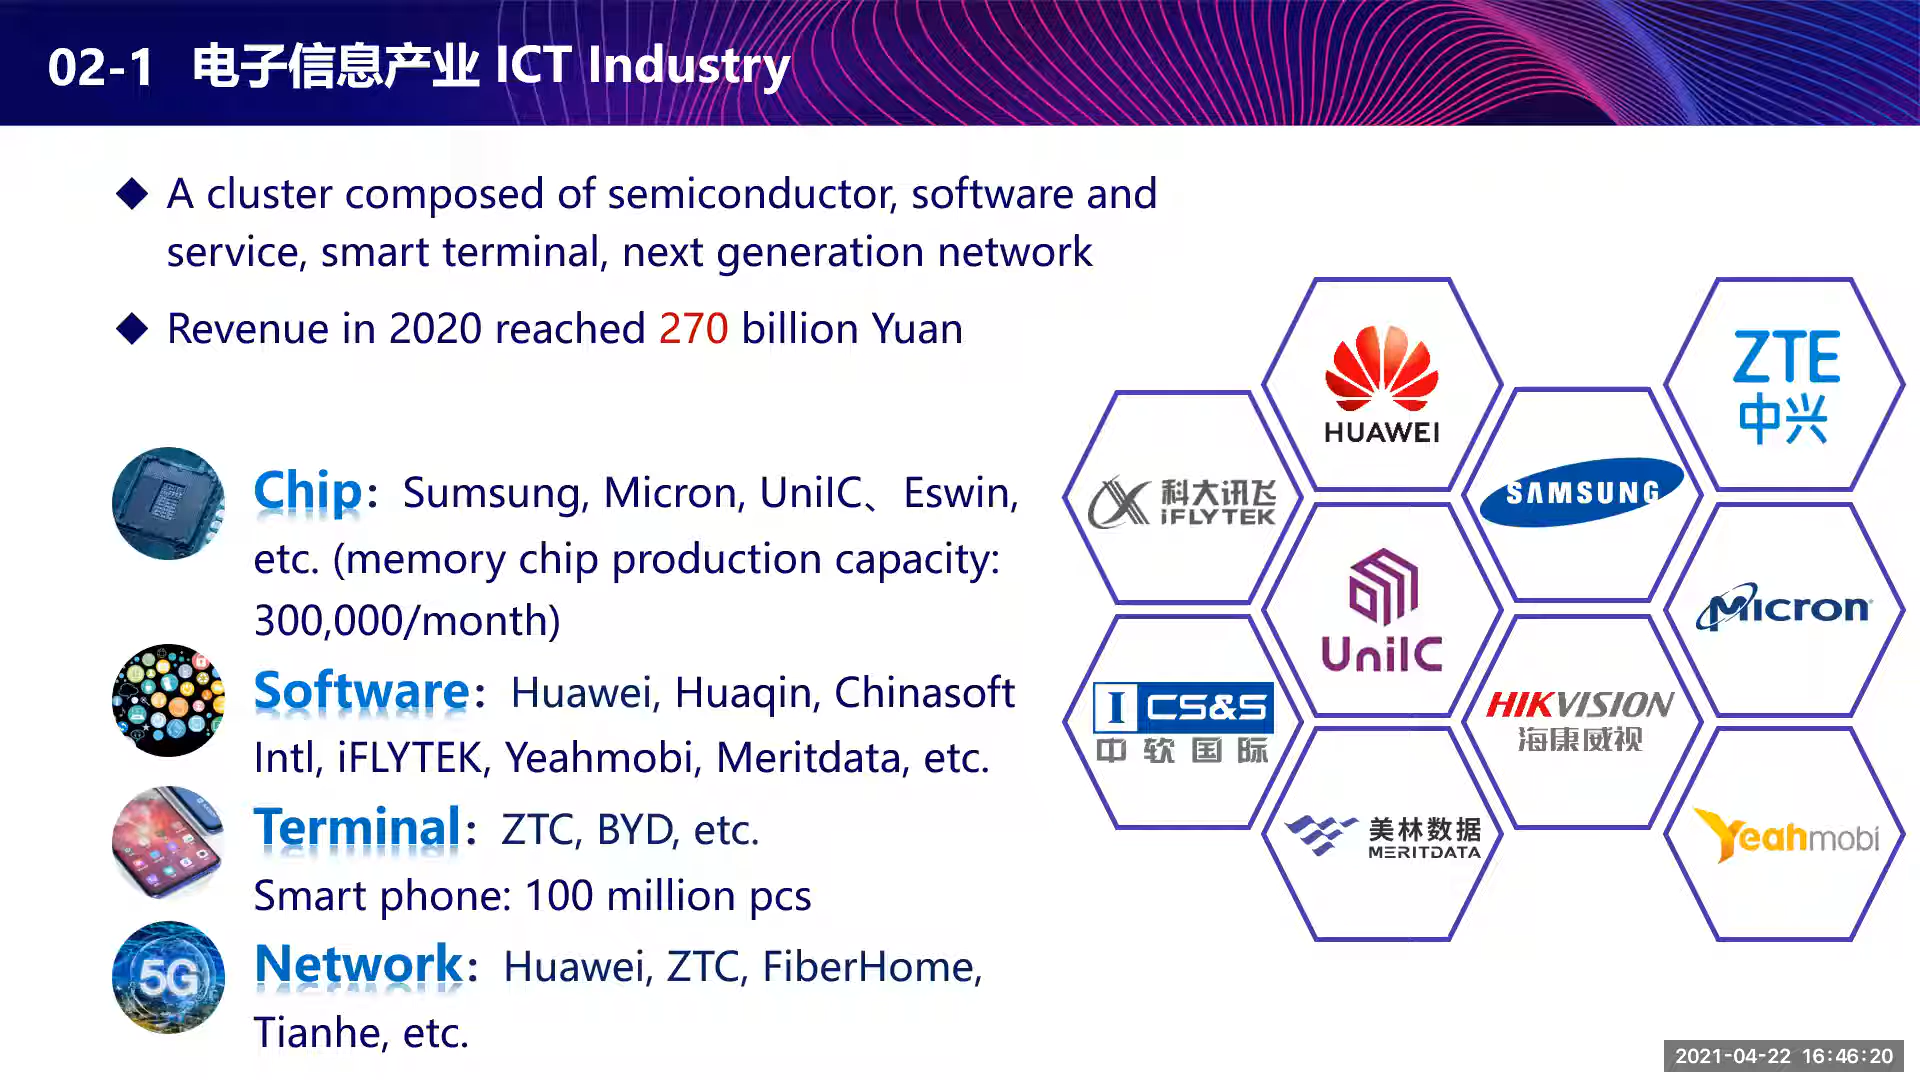 02-1 电子信息产业 ICT Industry
◆ A cluster composed of semiconductor, software and
service, smart terminal, next generation network
◆ Revenue in 2020 reached 270 billion Yuan
Chip：Sumsung, Micron, UniIC、Eswin,
etc. (memory chip production capacity:
300,000/month)
Software：Huawei, Huaqin, Chinasoft
Intl, iFLYTEK, Yeahmobi, Meritdata, etc.
Terminal：ZTC, BYD, etc.
Smart phone: 100 million pcs
5G
Network：Huawei, ZTC, FiberHome,
Tianhe, etc.
HUAWEI
ZTE
中兴
科大讯飞
iFLYTEK
SAMSUNG
UniIC
Micron
I CS&S
中软国际
HIKVISION
海康威视
美林数据
MERITDATA
Yeahmobi
2021-04-22 16:46:20